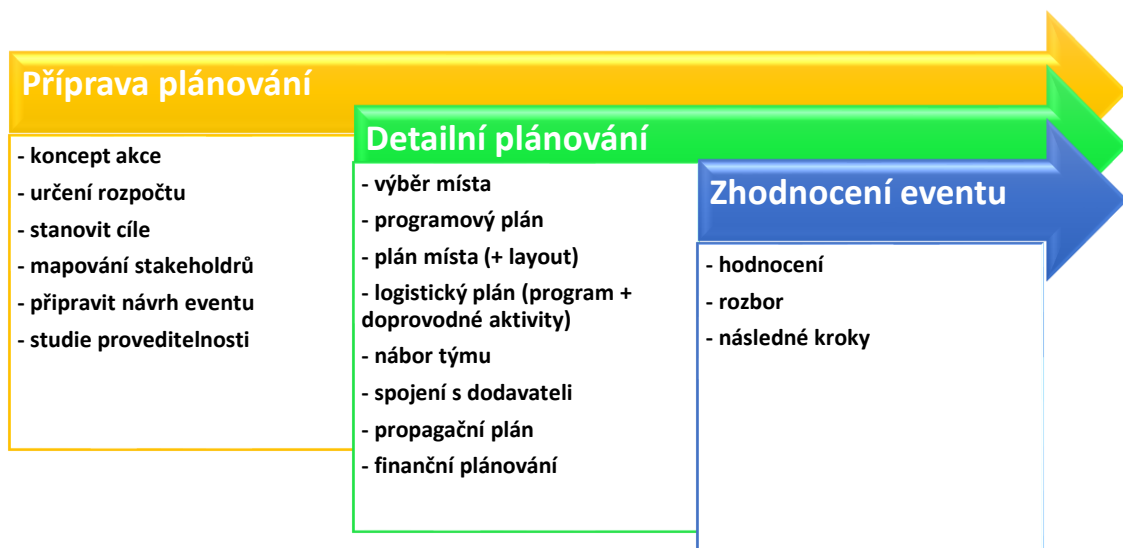 Příprava plánování
- koncept akce
- určení rozpočtu
- stanovit cíle
- mapování stakeholdrů
- připravit návrh eventu
- studie proveditelnosti
Detailní plánování
- výběr místa
- programový plán
- plán místa (+ layout)
- logistický plán (program +
doprovodné aktivity)
- nábor týmu
- spojení s dodavateli
- propagační plán
- finanční plánování
Zhodnocení eventu
- hodnocení
- rozbor
- následné kroky